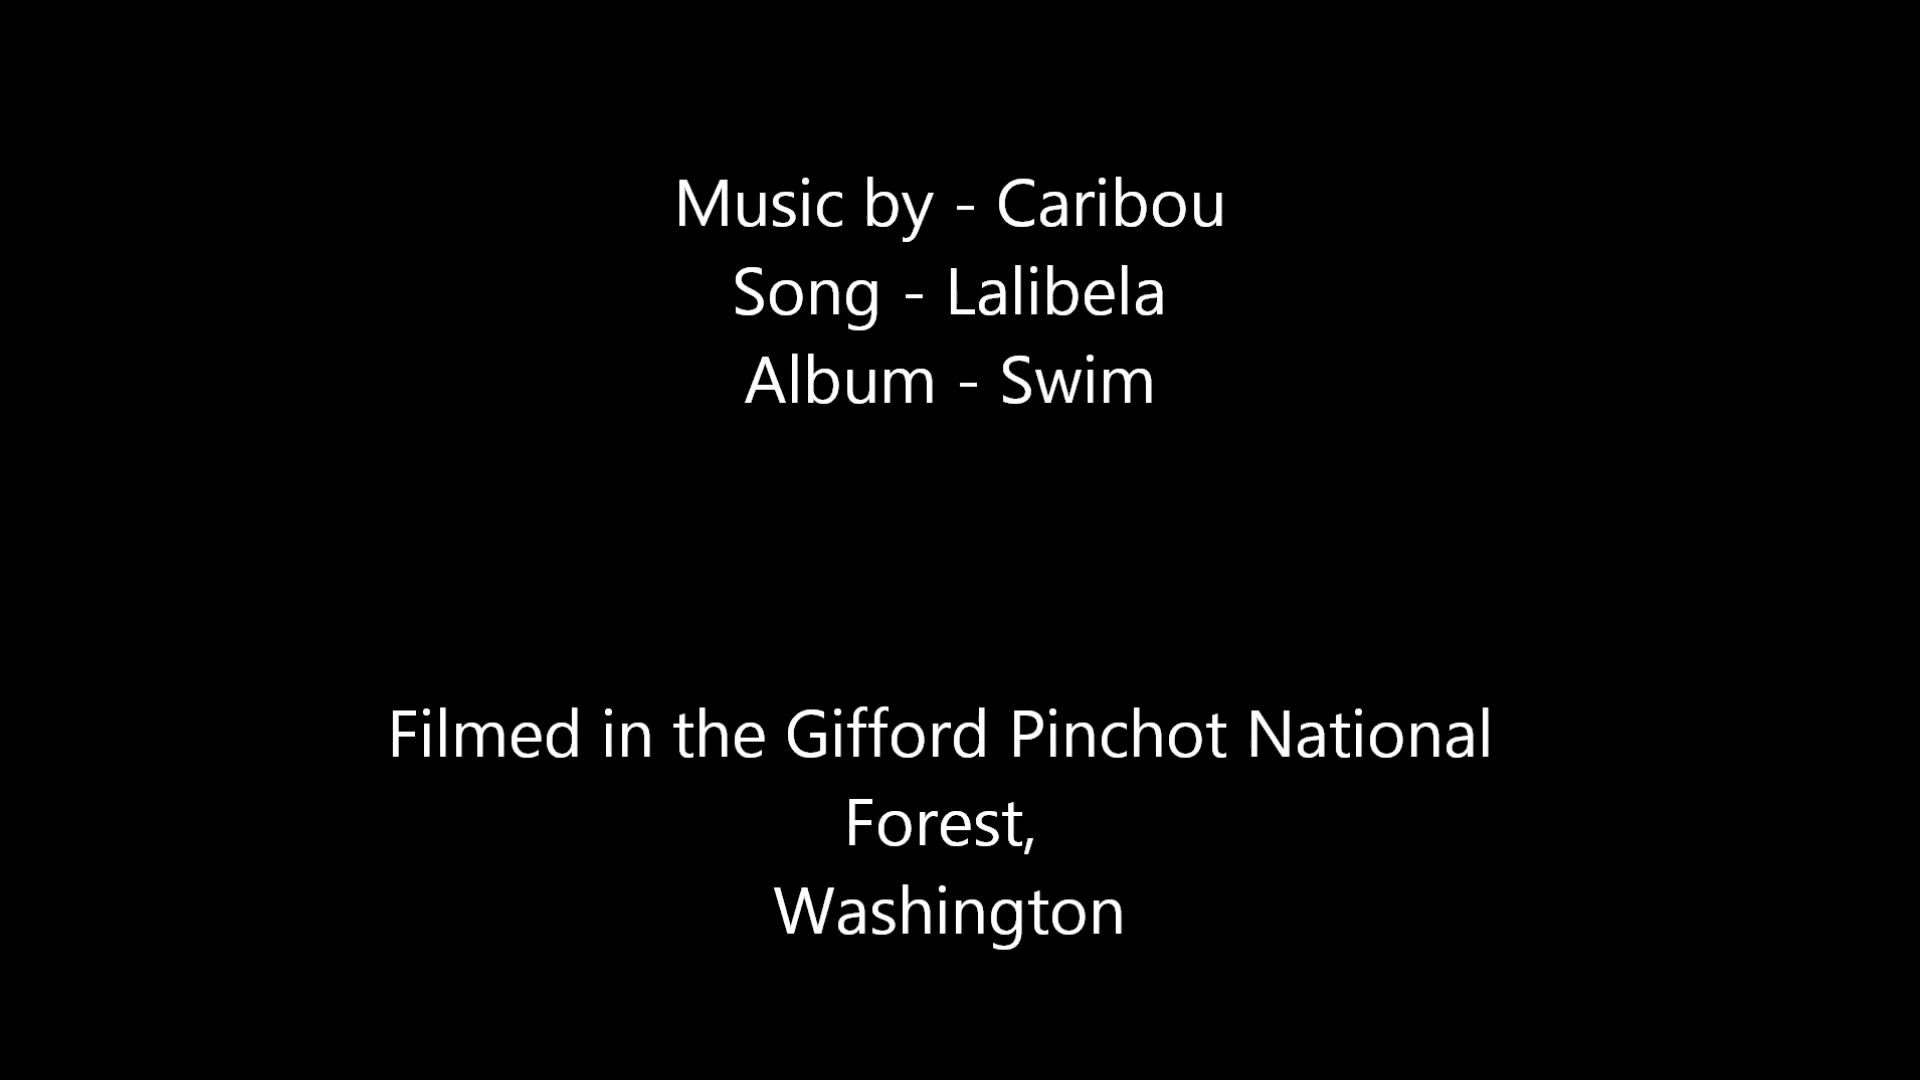 Music by - Caribou
Song - Lalibela
Album - Swim
Filmed in the Gifford Pinchot National
Forest,
Washington